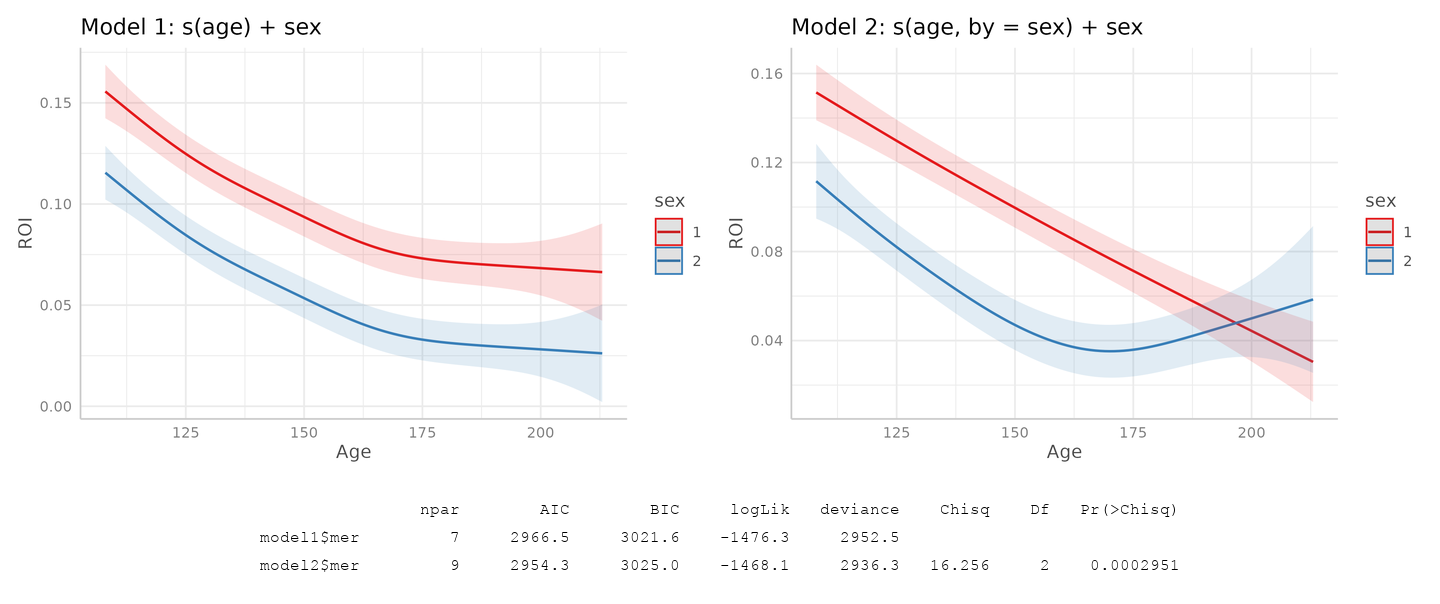 Model 1: s(age) + sex
0.15
0.10
0.05
0.00
ROI
125 150 175 200
Age
sex
1
2
Model 2: s(age, by = sex) + sex
0.16
0.12
0.08
0.04
ROI
125 150 175 200
Age
sex
1
2
npar AIC BIC logLik deviance Chisq Df Pr(>Chisq)
model1$mer 7 2966.5 3021.6 -1476.3 2952.5
model2$mer 9 2954.3 3025.0 -1468.1 2936.3 16.256 2 0.0002951